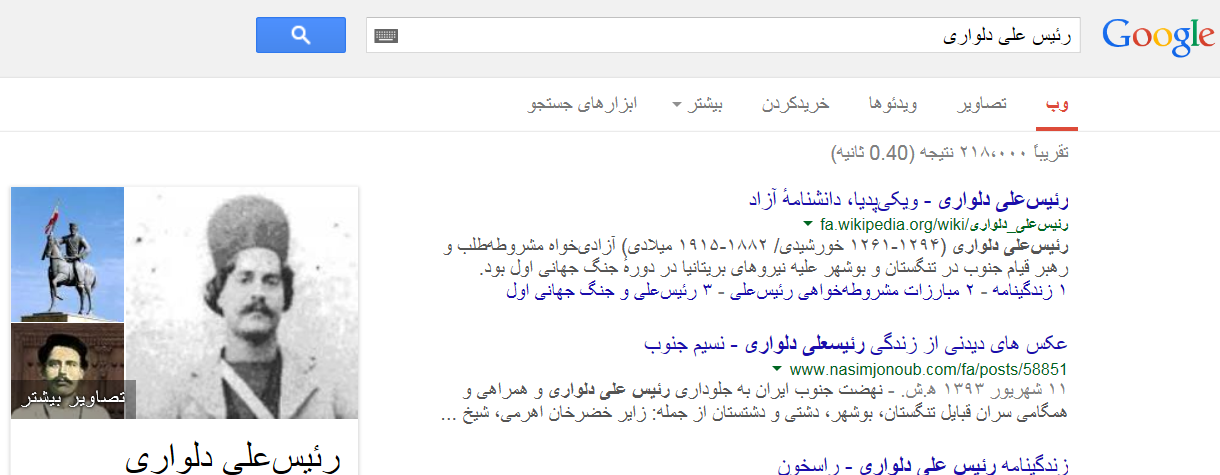 Google
رئیس علی دلواری
وب تصاویر ویدئوها خریدکردن بیشتر ابزارهای جستجو
تقریباً ۲۱۸،۰۰۰ نتیجه (0.40 ثانیه)
رئیس‌علی دلواری - ویکی‌پدیا، دانشنامهٔ آزاد
fa.wikipedia.org/wiki/رئیس‌علی_دلواری
رئیس‌علی دلواری (۱۲۹۴-۱۲۶۱ خورشیدی/ ۱۸۸۲-۱۹۱۵ میلادی) آزادی‌خواه مشروطه‌طلب و
رهبر قیام جنوب در تنگستان و بوشهر علیه نیروهای بریتانیا در دورهٔ جنگ جهانی اول بود.
۱ زندگینامه - ۲ مبارزات مشروطه‌خواهی رئیس‌علی - ۳ رئیس‌علی و جنگ جهانی اول
عکس های دیدنی از زندگی رئیسعلی دلواری - نسیم جنوب
www.nasimjonoub.com/fa/posts/58851
۱۱ شهریور ۱۳۹۳ ه‍.ش. - نهضت جنوب ایران به جلوداری رئیس علی دلواری و همراهی و
همگامی سران قبایل تنگستان، بوشهر، دشتی و دشتستان از جمله: زایر خضرخان اهرمی، شیخ ...
زندگینامه رئیس علی دلواری - راسخون
تصاویر بیشتر
رئیس‌علی دلواری